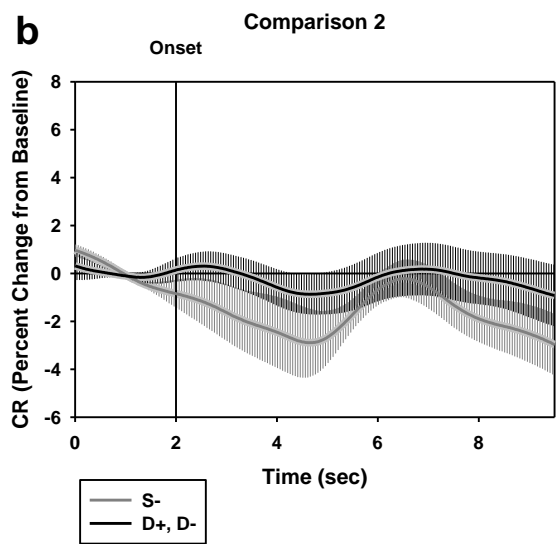 b
Comparison 2
Onset
CR (Percent Change from Baseline)
8
6
4
2
0
-2
-4
-6
0 2 4 6 8
Time (sec)
S-
D+, D-